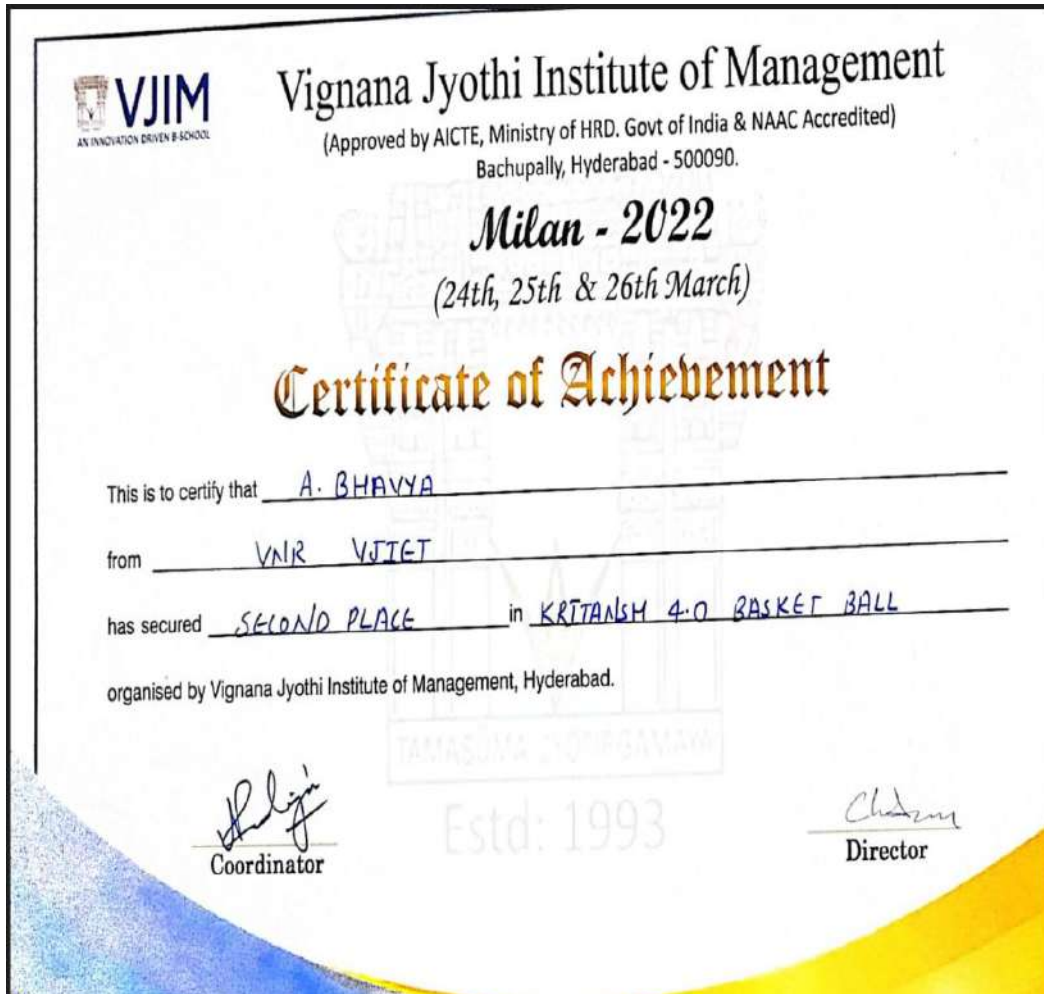 VJIM
AN INNOVATION DRIVEN B-SCHOOL
Vignana Jyothi Institute of Management
(Approved by AICTE, Ministry of HRD. Govt of India & NAAC Accredited)
Bachupally, Hyderabad - 500090.
Milan - 2022
(24th, 25th & 26th March)
Certificate of Achievement
This is to certify that A. BHAVYA
from VNR VJIET
has secured SECOND PLACE in KRITANSH 4.0 BASKET BALL
organised by Vignana Jyothi Institute of Management, Hyderabad.
TAMASOMA JYOTIRGAMAYA
Estd: 1993
Coordinator
Director